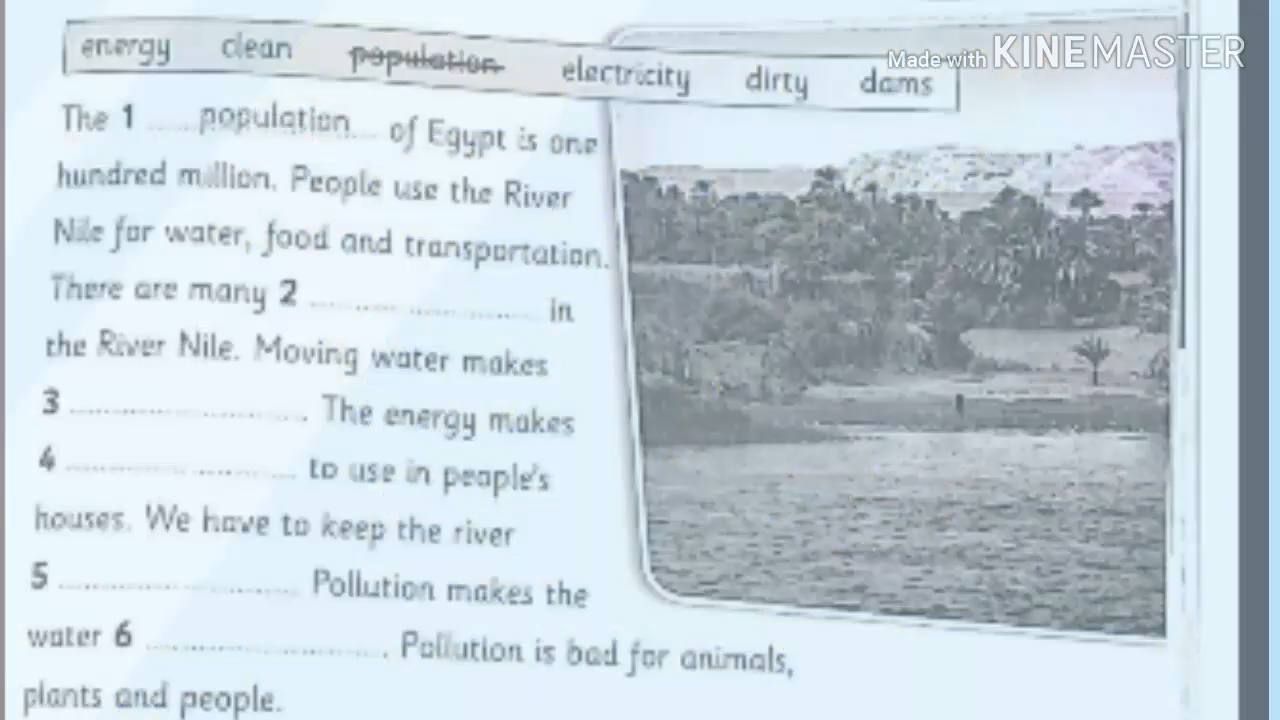 Made with KINEMASTER
energy clean population electricity dirty dams
The 1 population of Egypt is one
hundred million. People use the River
Nile for water, food and transportation.
There are many 2 .................... in
the River Nile. Moving water makes
3 .................... . The energy makes
4 .................... to use in people's
houses. We have to keep the river
5 .................... . Pollution makes the
water 6 .................... . Pollution is bad for animals,
plants and people.